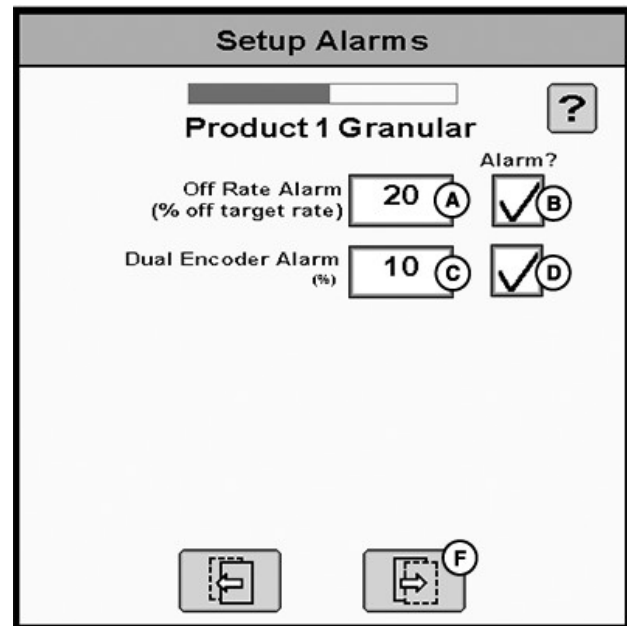 Setup Alarms
Product 1 Granular
?
Alarm?
Off Rate Alarm
(% off target rate)
20
A
B
Dual Encoder Alarm
(%)
10
C
D
F